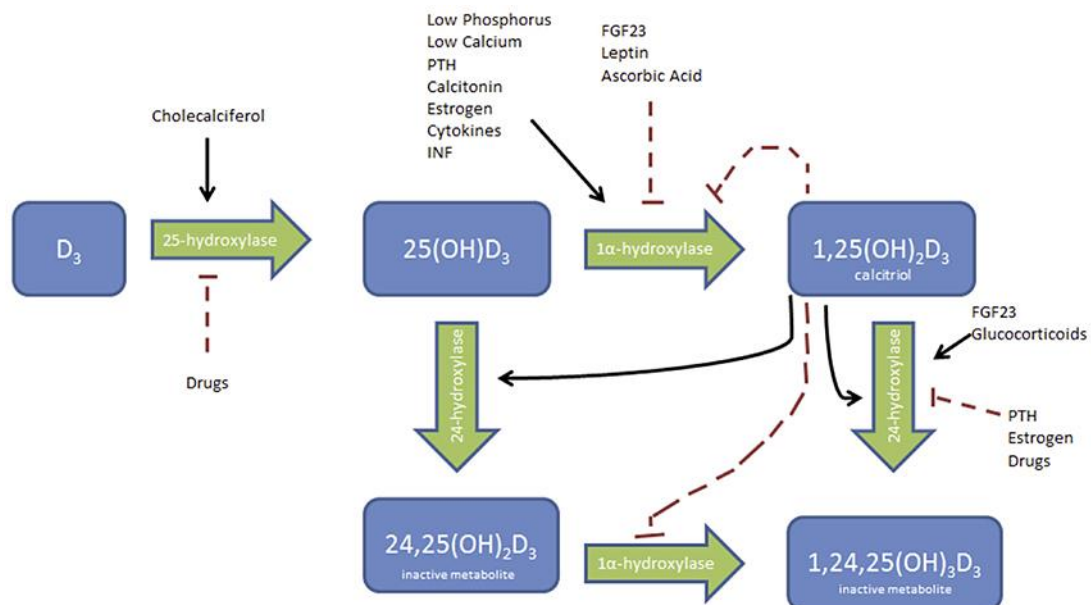 Low Phosphorus
Low Calcium
PTH
Calcitonin
Estrogen
Cytokines
INF
FGF23
Leptin
Ascorbic Acid
Cholecalciferol
D₃
25-hydroxylase
25(OH)D₃
1α-hydroxylase
1,25(OH)₂D₃
calcitriol
Drugs
24-hydroxylase
24-hydroxylase
FGF23
Glucocorticoids
PTH
Estrogen
Drugs
24,25(OH)₂D₃
inactive metabolite
1α-hydroxylase
1,24,25(OH)₃D₃
inactive metabolite